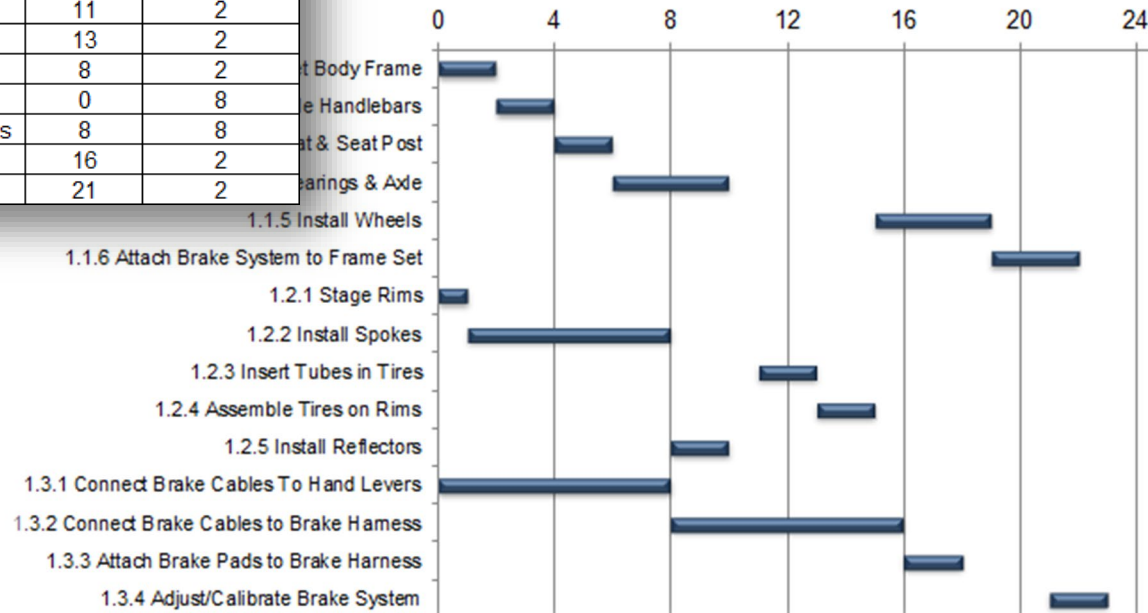 11 2
13 2
8 2
0 8
s 8 8
16 2
21 2
0 4 8 12 16 20 24
Body Frame
Handlebars
& Seat Post
& Axle
1.1.5 Install Wheels
1.1.6 Attach Brake System to Frame Set
1.2.1 Stage Rims
1.2.2 Install Spokes
1.2.3 Insert Tubes in Tires
1.2.4 Assemble Tires on Rims
1.2.5 Install Reflectors
1.3.1 Connect Brake Cables To Hand Levers
1.3.2 Connect Brake Cables to Brake Harness
1.3.3 Attach Brake Pads to Brake Harness
1.3.4 Adjust/Calibrate Brake System